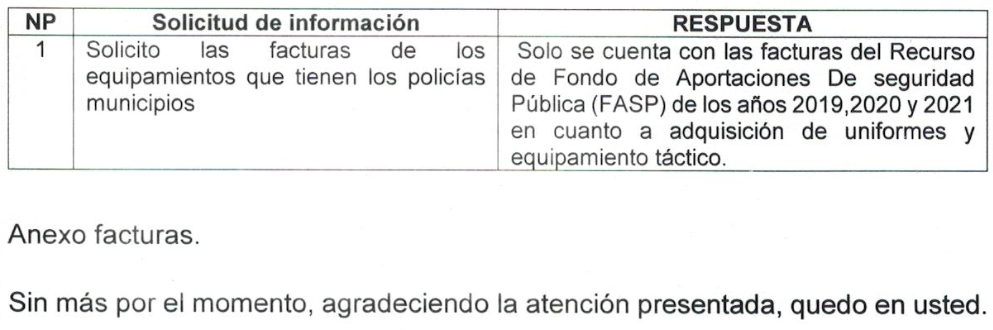 NP Solicitud de información RESPUESTA
1 Solicito las facturas de los
equipamientos que tienen los policías
municipios
Solo se cuenta con las facturas del Recurso
de Fondo de Aportaciones De seguridad
Pública (FASP) de los años 2019,2020 y 2021
en cuanto a adquisición de uniformes y
equipamiento táctico.
Anexo facturas.
Sin más por el momento, agradeciendo la atención presentada, quedo en usted.